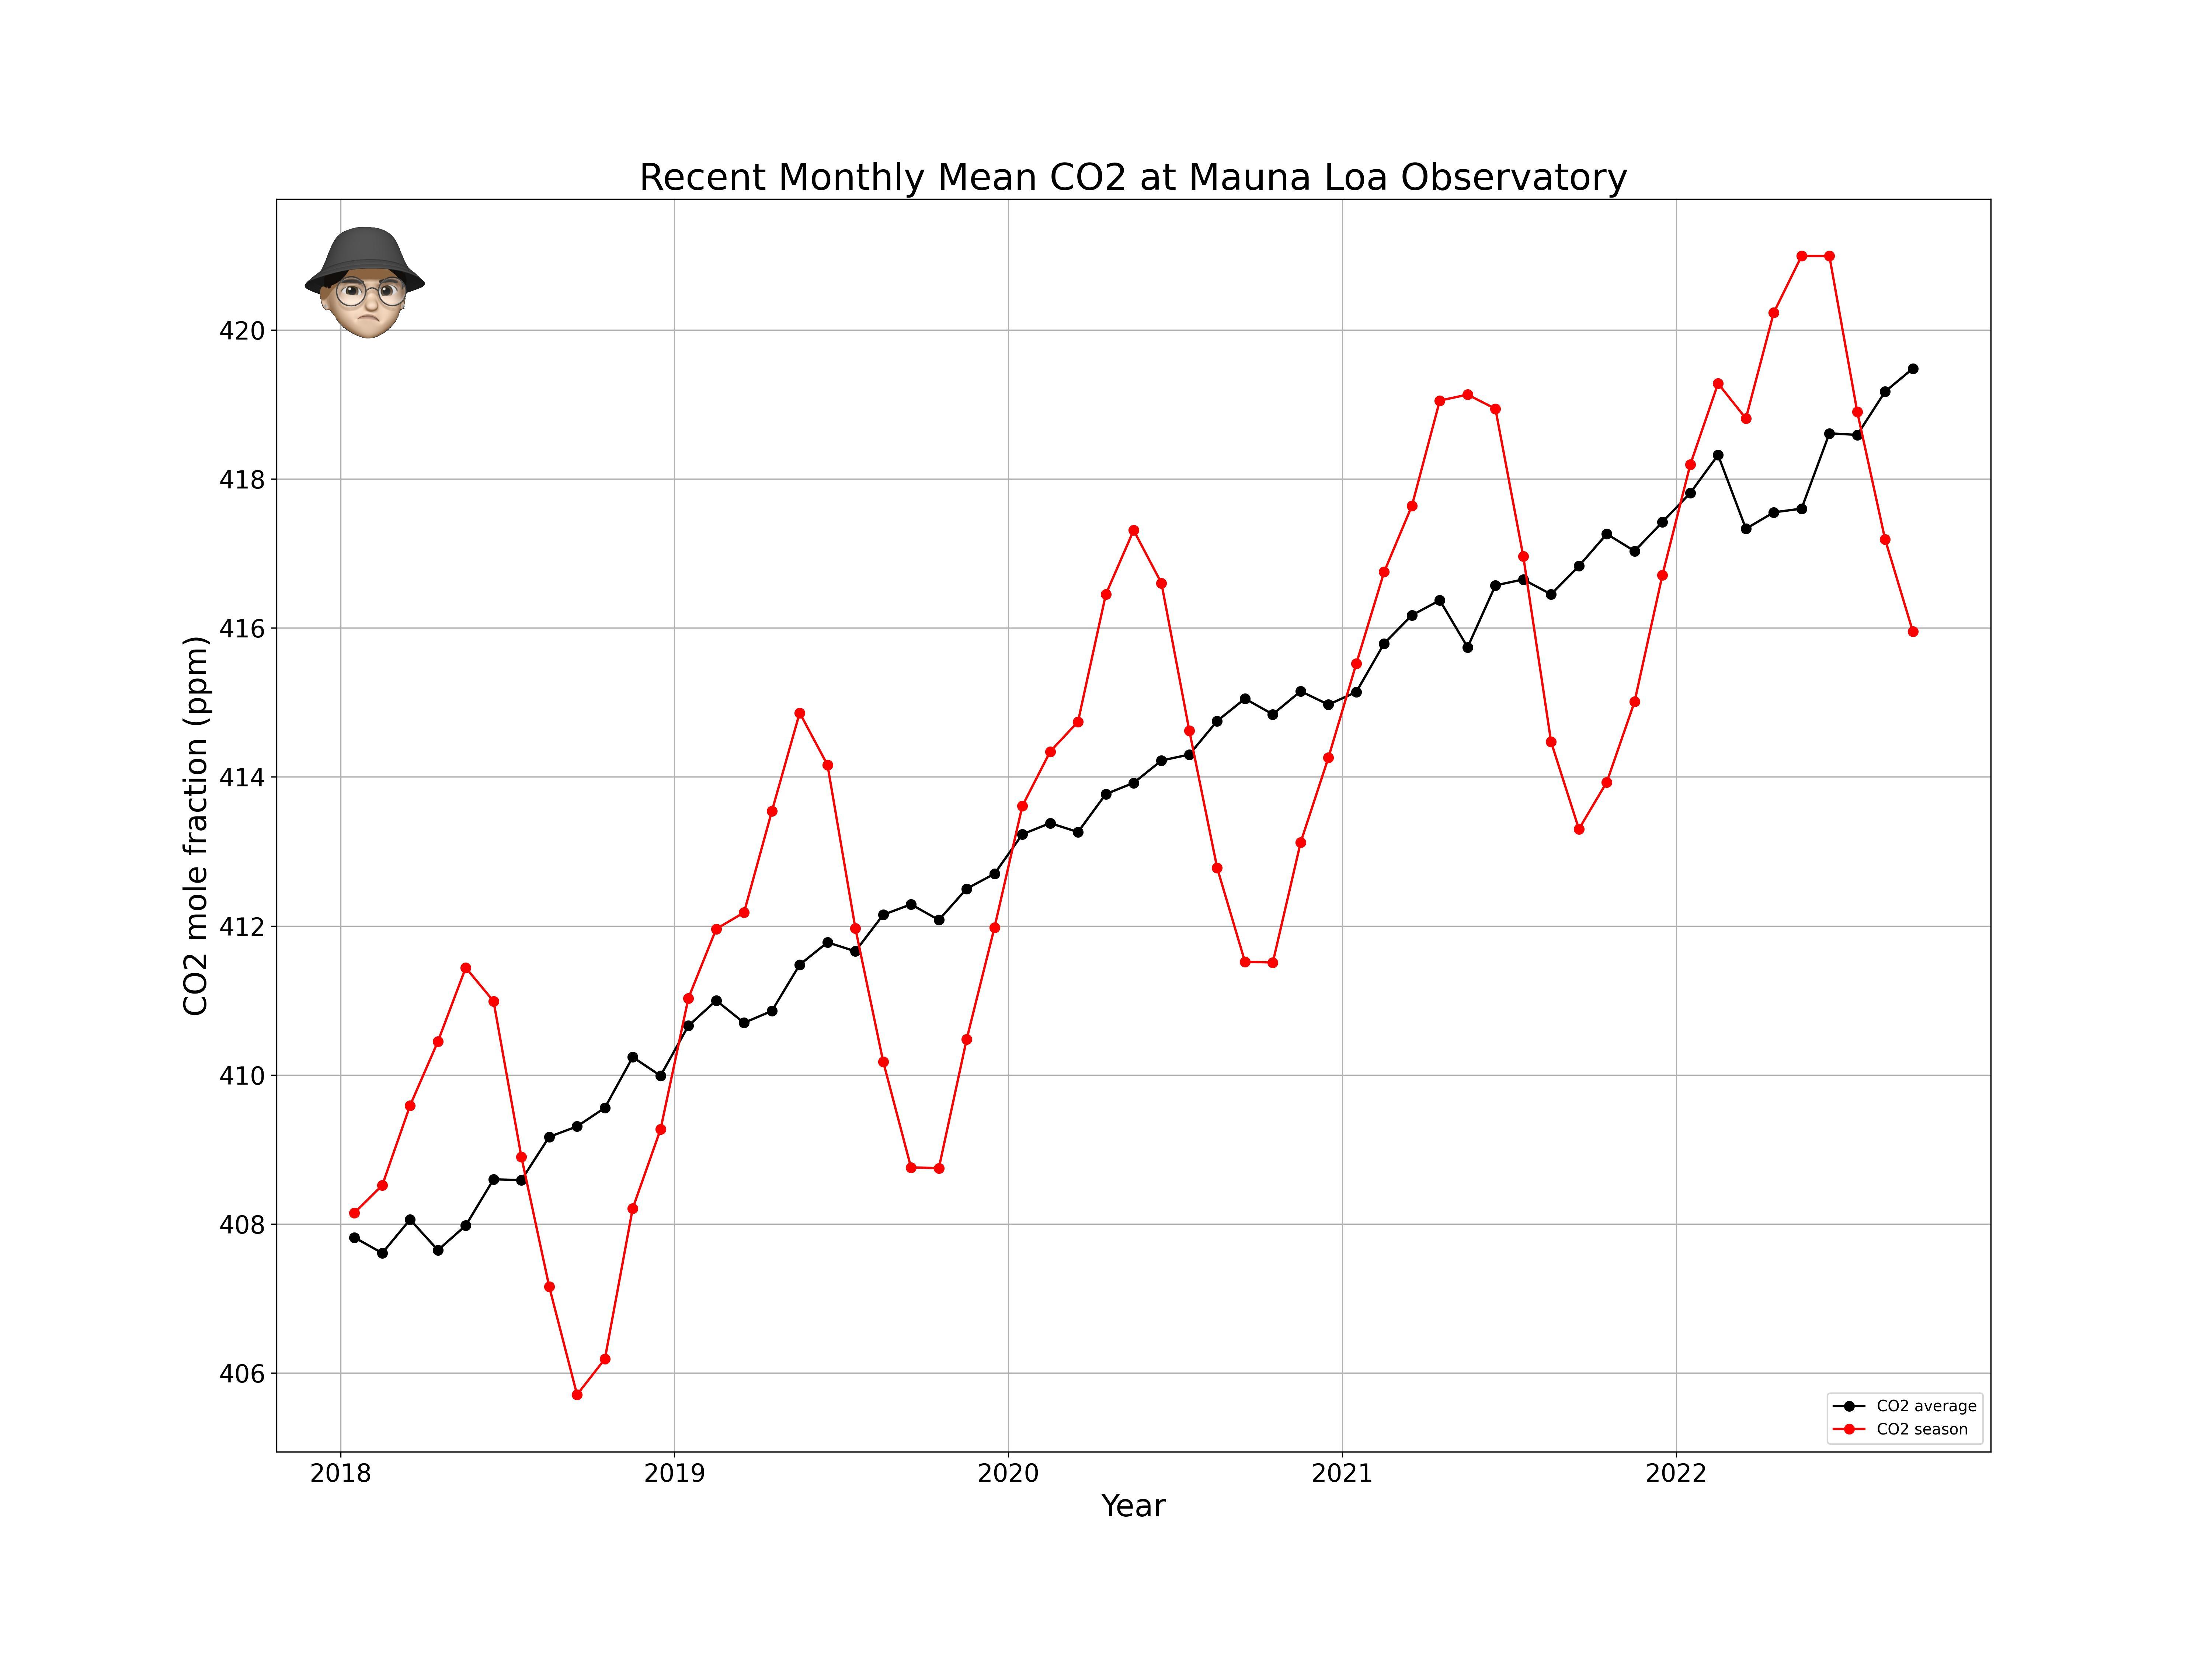 Recent Monthly Mean CO2 at Mauna Loa Observatory
CO2 mole fraction (ppm)
420
418
416
414
412
410
408
406
2018 2019 2020 2021 2022
Year
CO2 average
CO2 season